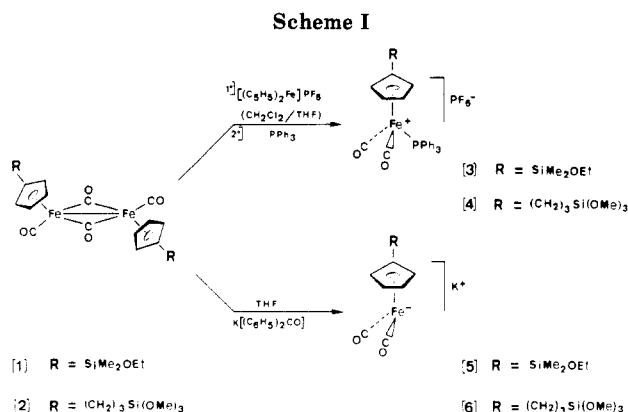 Scheme I
1°] [(C5H5)2Fe] PF6
(CH2Cl2/THF)
2°] PPh3
R
Fe+
PPh3
OC
CO
PF6-
[3] R = SiMe2OEt
[4] R = (CH2)3Si(OMe)3
R
O
C
Fe
Fe
CO
OC
C
O
R
THF
K[(C6H5)2CO]
R
Fe-
OC
CO
K+
[1] R = SiMe2OEt
[5] R = SiMe2OEt
[2] R = (CH2)3Si(OMe)3
[6] R = (CH2)3Si(OMe)3